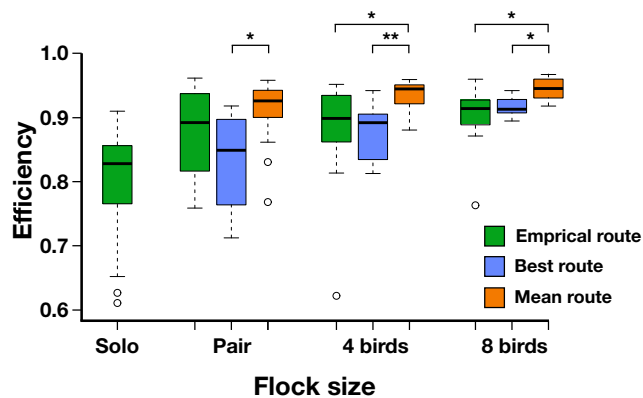 * * *
* ** *
1.0
0.9
0.8
0.7
0.6
Efficiency
Emprical route
Best route
Mean route
Solo Pair 4 birds 8 birds
Flock size